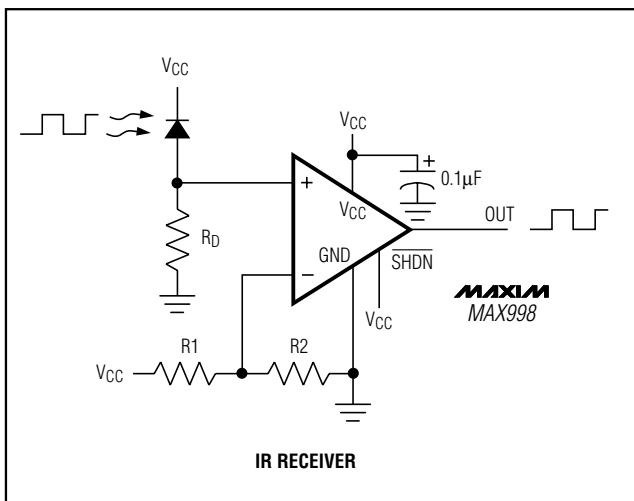 VCC
VCC
+
+
0.1µF
VCC
OUT
RD
GND
SHDN
−
MAXIM
MAX998
VCC
R1
R2
VCC
IR RECEIVER